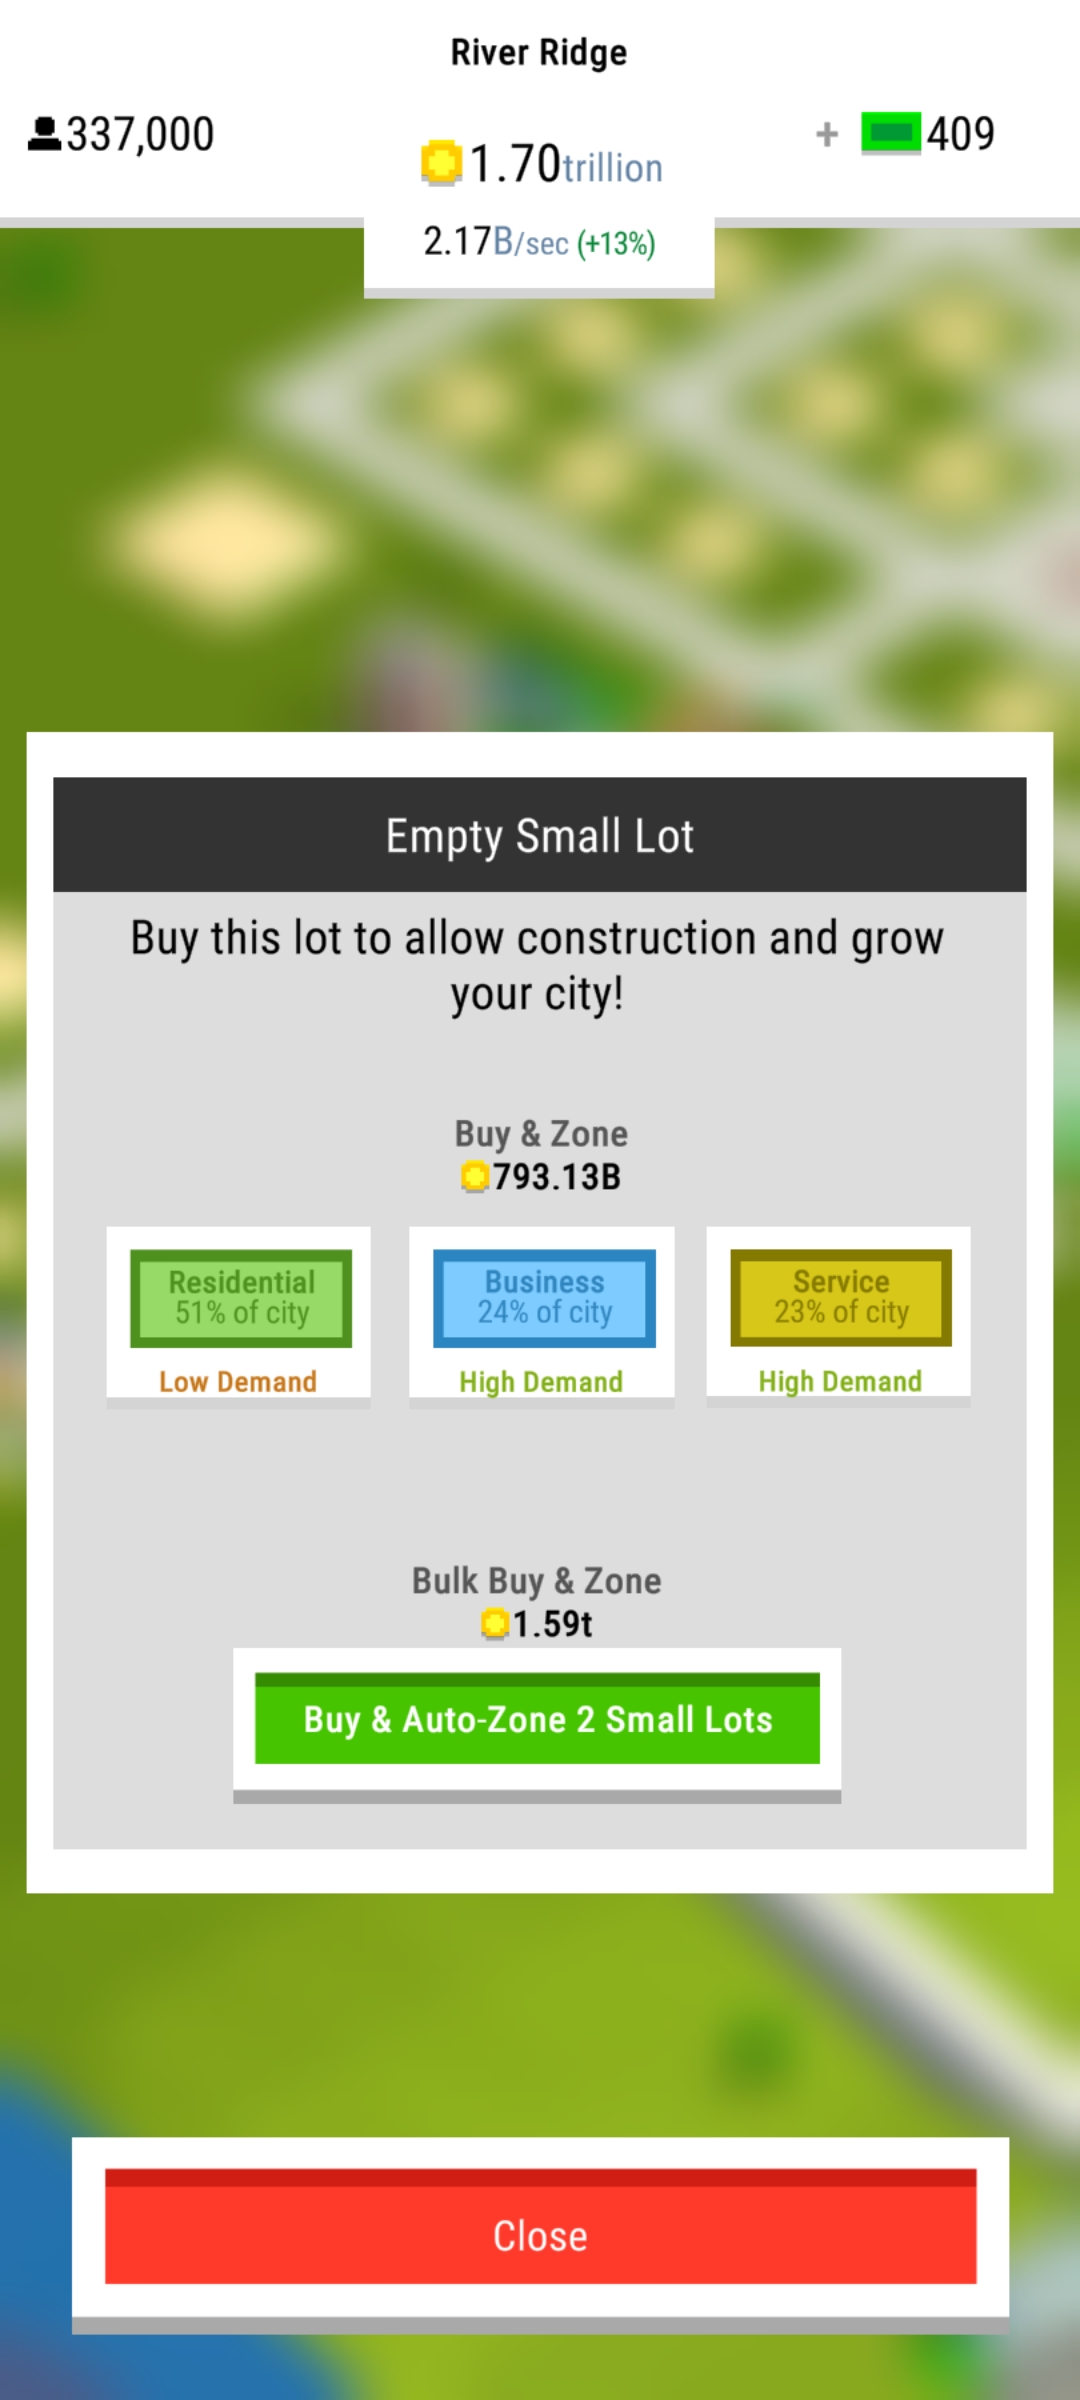 River Ridge
337,000
1.70trillion
+ 409
2.17B/sec (+13%)
Empty Small Lot
Buy this lot to allow construction and grow
your city!
Buy & Zone
793.13B
Residential
51% of city
Low Demand
Business
24% of city
High Demand
Service
23% of city
High Demand
Bulk Buy & Zone
1.59t
Buy & Auto-Zone 2 Small Lots
Close